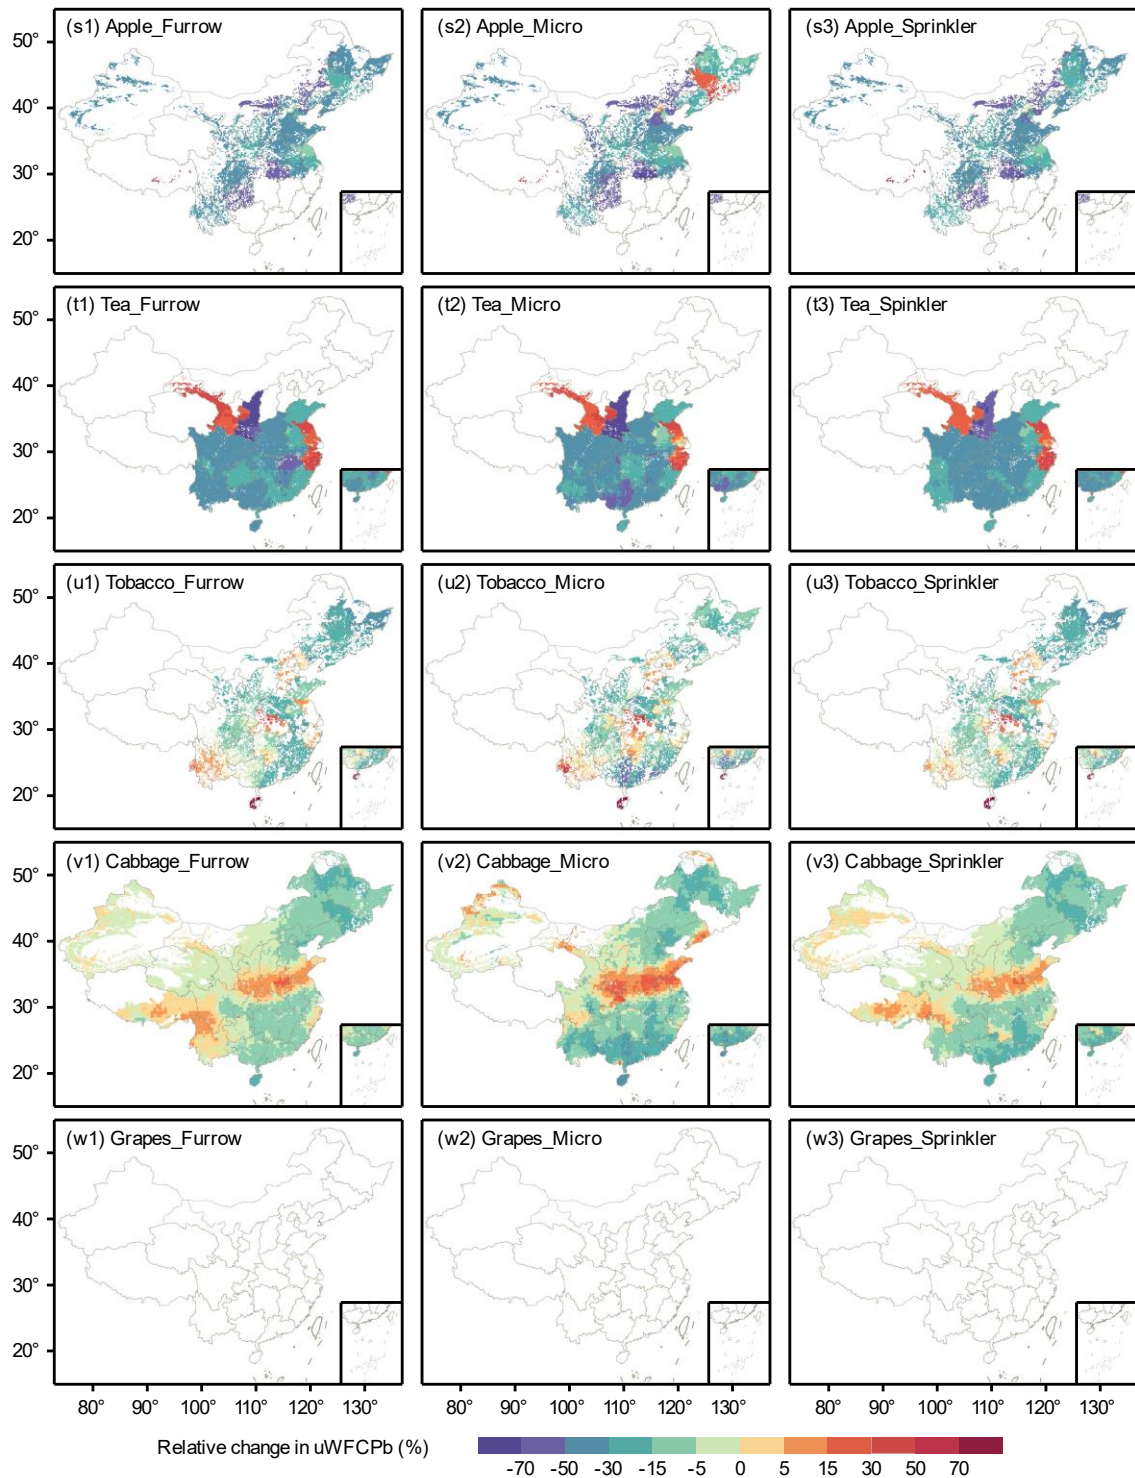 (s1) Apple_Furrow
(s2) Apple_Micro
(s3) Apple_Sprinkler
50°
40°
30°
20°
(t1) Tea_Furrow
(t2) Tea_Micro
(t3) Tea_Spinkler
50°
40°
30°
20°
(u1) Tobacco_Furrow
(u2) Tobacco_Micro
(u3) Tobacco_Sprinkler
50°
40°
30°
20°
(v1) Cabbage_Furrow
(v2) Cabbage_Micro
(v3) Cabbage_Sprinkler
50°
40°
30°
20°
(w1) Grapes_Furrow
(w2) Grapes_Micro
(w3) Grapes_Sprinkler
50°
40°
30°
20°
80° 90° 100° 110° 120° 130° 80° 90° 100° 110° 120° 130° 80° 90° 100° 110° 120° 130°
Relative change in uWFCPb (%)
-70 -50 -30 -15 -5 0 5 15 30 50 70